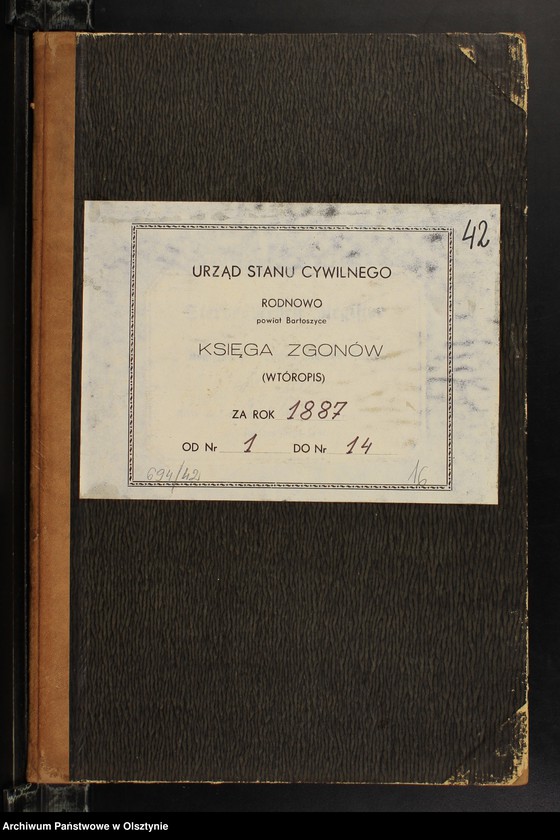 42
URZĄD STANU CYWILNEGO
RODNOWO
powiat Bartoszyce
KSIĘGA ZGONÓW
(WTÓROPIS)
ZA ROK 1887
OD Nr 1 DO Nr 14
694/42 16
Archiwum Państwowe w Olsztynie